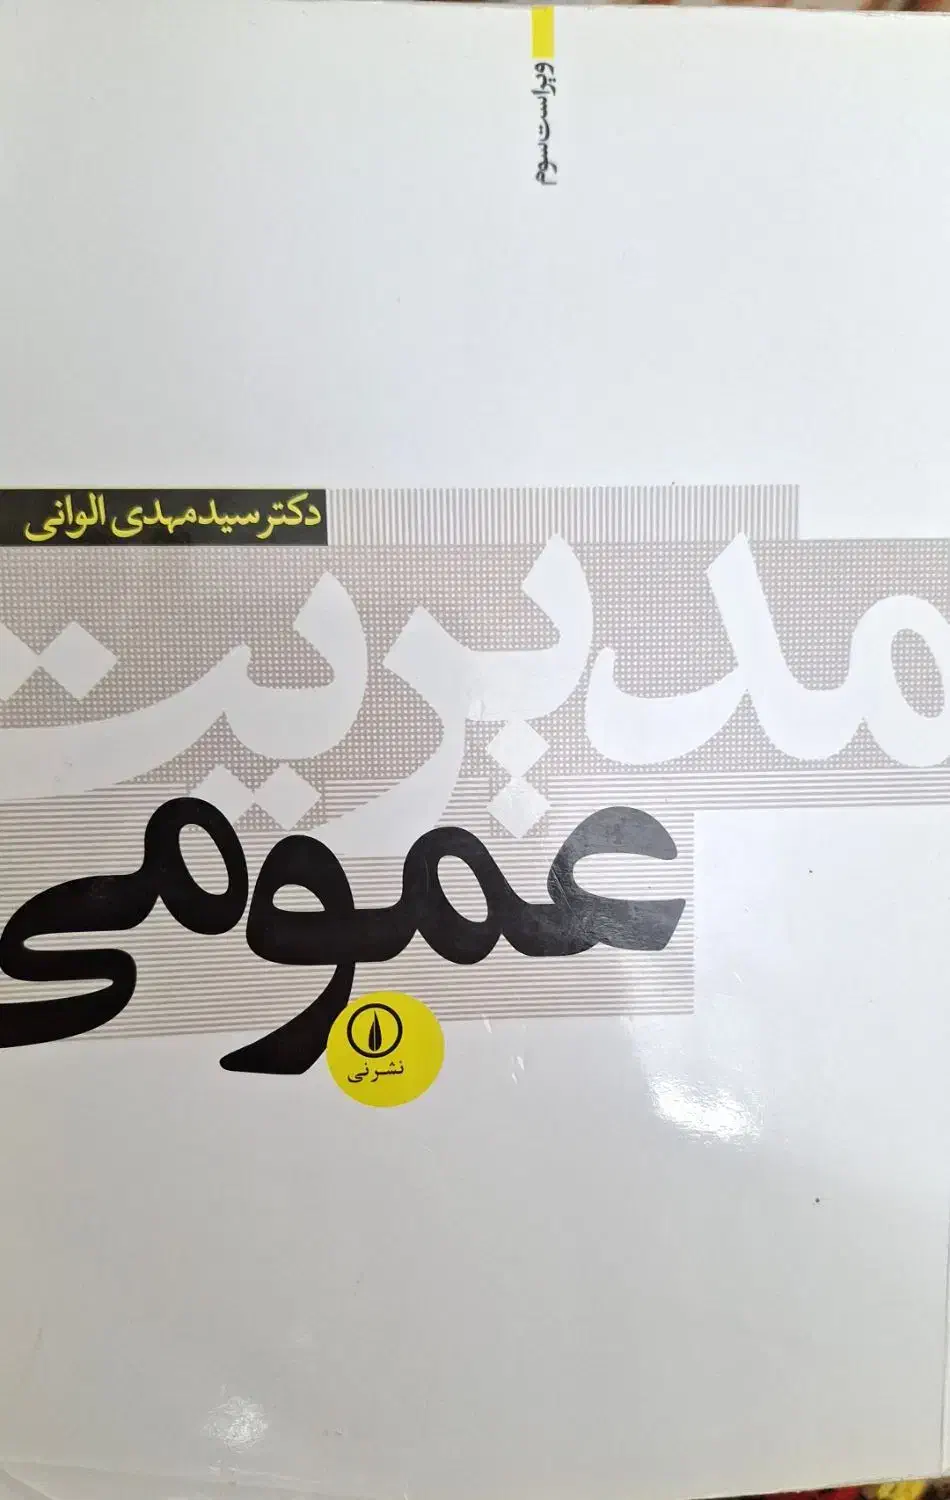 ویراست سوم
دکتر سید مهدی الوانی
مدیریت
عمومی
نشر نی